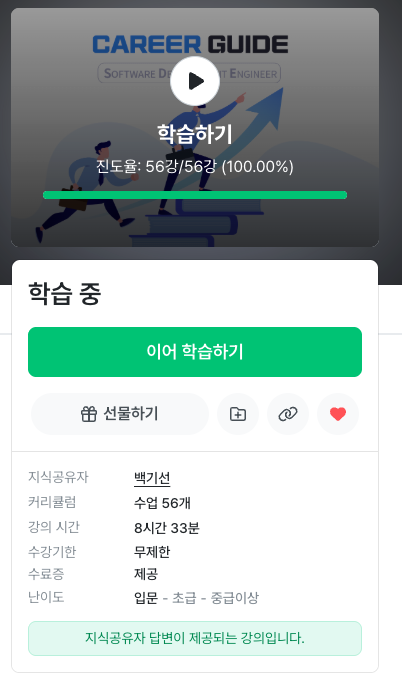 CAREER GUIDE
학습하기
진도율: 56강/56강 (100.00%)
학습 중
이어 학습하기
선물하기
지식공유자 백기선
커리큘럼 수업 56개
강의 시간 8시간 33분
수강기한 무제한
수료증 제공
난이도 입문 - 초급 - 중급이상
지식공유자 답변이 제공되는 강의입니다.